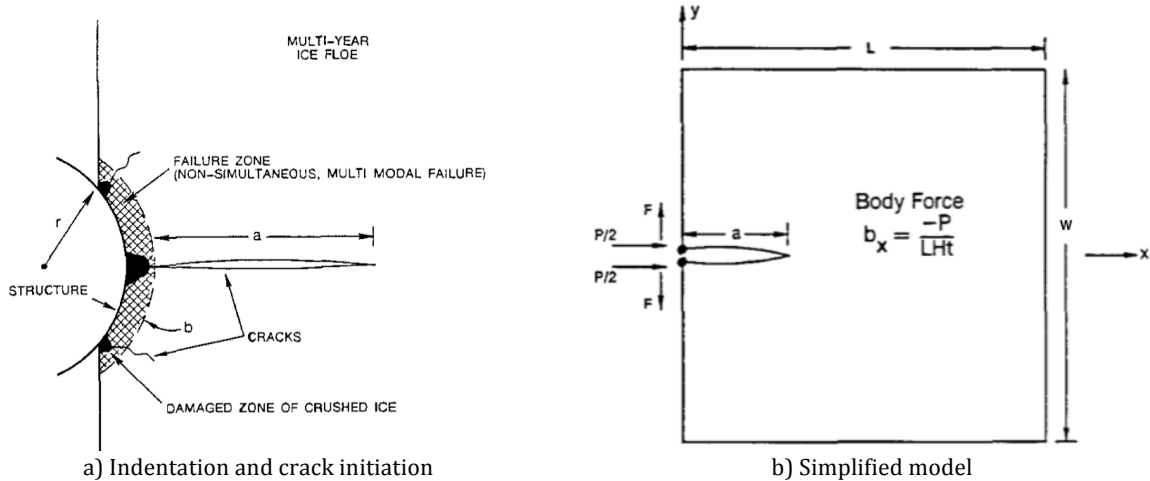 MULTI-YEAR
ICE FLOE
FAILURE ZONE
(NON-SIMULTANEOUS, MULTI MODAL FAILURE)
r
a
STRUCTURE
b
CRACKS
DAMAGED ZONE OF CRUSHED ICE
a) Indentation and crack initiation
y
L
W
F
a
P/2
P/2
F
Body Force
b_x = -P/LHt
x
b) Simplified model